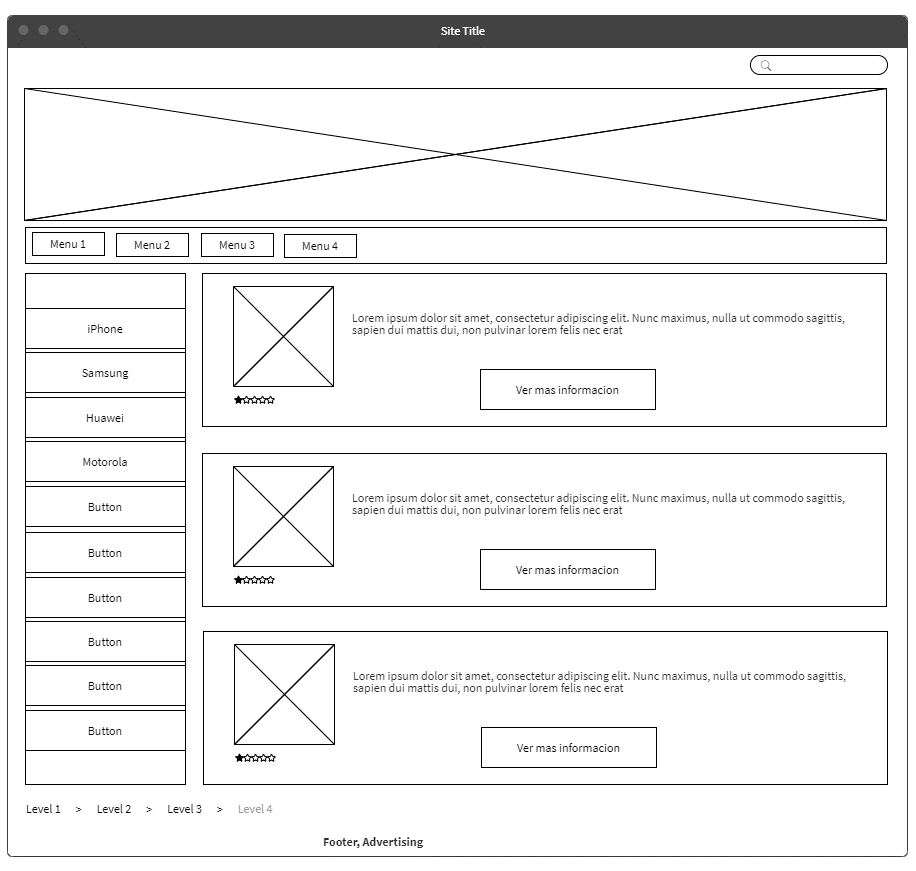 Site Title
Menu 1
Menu 2
Menu 3
Menu 4
iPhone
Samsung
Huawei
Motorola
Button
Button
Button
Button
Button
Button
Lorem ipsum dolor sit amet, consectetur adipiscing elit. Nunc maximus, nulla ut commodo sagittis,
sapien dui mattis dui, non pulvinar lorem felis nec erat
Ver mas informacion
Lorem ipsum dolor sit amet, consectetur adipiscing elit. Nunc maximus, nulla ut commodo sagittis,
sapien dui mattis dui, non pulvinar lorem felis nec erat
Ver mas informacion
Lorem ipsum dolor sit amet, consectetur adipiscing elit. Nunc maximus, nulla ut commodo sagittis,
sapien dui mattis dui, non pulvinar lorem felis nec erat
Ver mas informacion
Level 1 > Level 2 > Level 3 > Level 4
Footer, Advertising